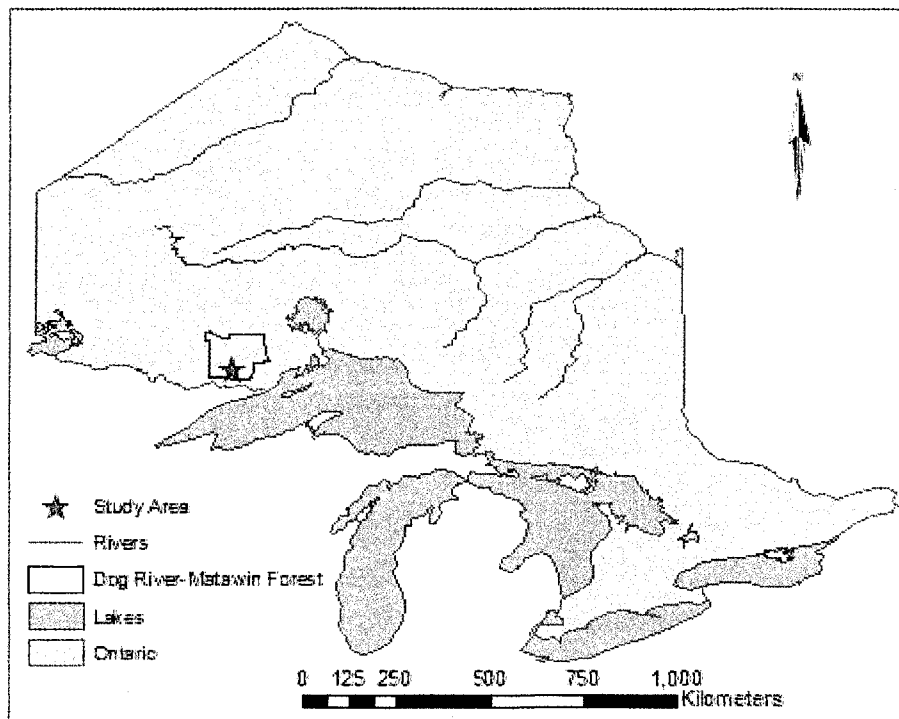 N
Study Area
Rivers
Dog River-Matawin Forest
Lakes
Ontario
0 125 250 500 750 1,000
Kilometers